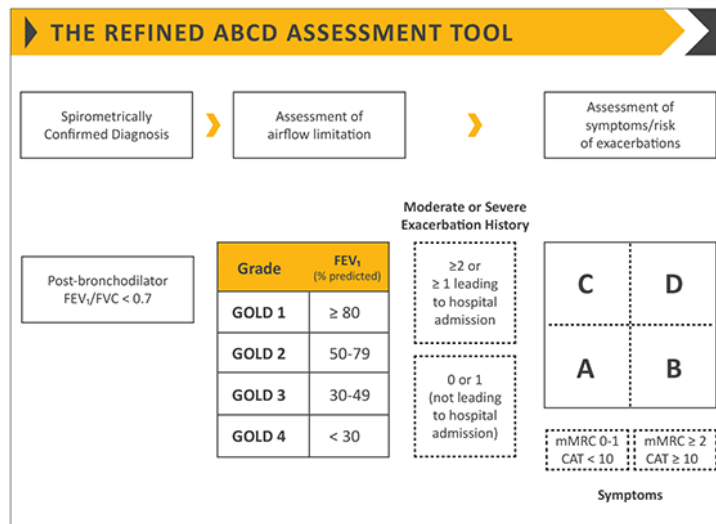 THE REFINED ABCD ASSESSMENT TOOL
Spirometrically
Confirmed Diagnosis
Assessment of
airflow limitation
Assessment of
symptoms/risk
of exacerbations
Post-bronchodilator
FEV₁/FVC < 0.7
Grade FEV₁
(% predicted)
GOLD 1 ≥ 80
GOLD 2 50-79
GOLD 3 30-49
GOLD 4 < 30
Moderate or Severe
Exacerbation History
≥2 or
≥ 1 leading
to hospital
admission
0 or 1
(not leading
to hospital
admission)
C D
A B
mMRC 0-1
CAT < 10
mMRC ≥ 2
CAT ≥ 10
Symptoms